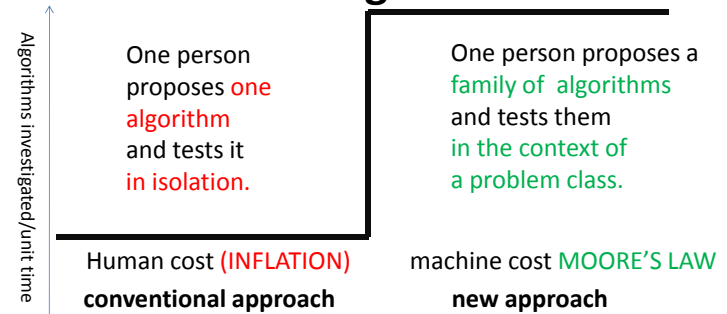 Algorithms investigated/unit time
One person
proposes one
algorithm
and tests it
in isolation.
One person proposes a
family of algorithms
and tests them
in the context of
a problem class.
Human cost (INFLATION)
machine cost MOORE'S LAW
conventional approach
new approach